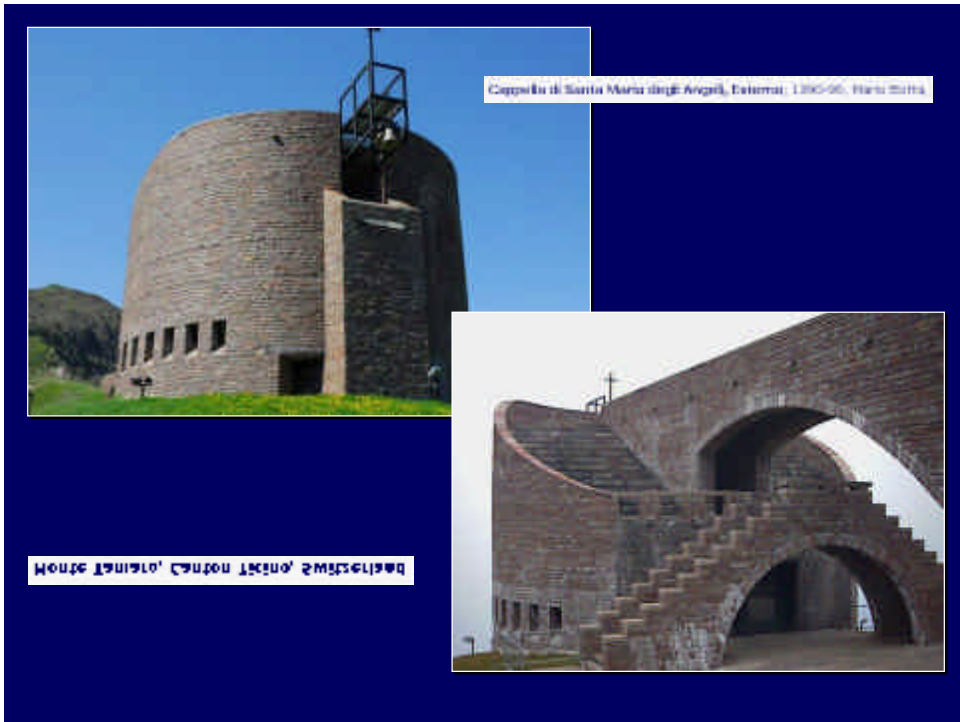 Cappella di Santa Maria degli Angeli, Esterno; 1990-96, Mario Botta
Monte Tamaro, Canton Ticino, Switzerland